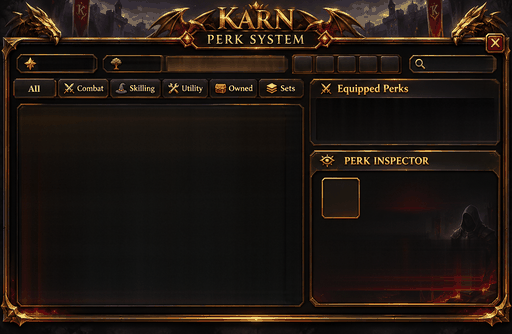 KARN
PERK SYSTEM
All
Combat
Skilling
Utility
Owned
Sets
Equipped Perks
PERK INSPECTOR